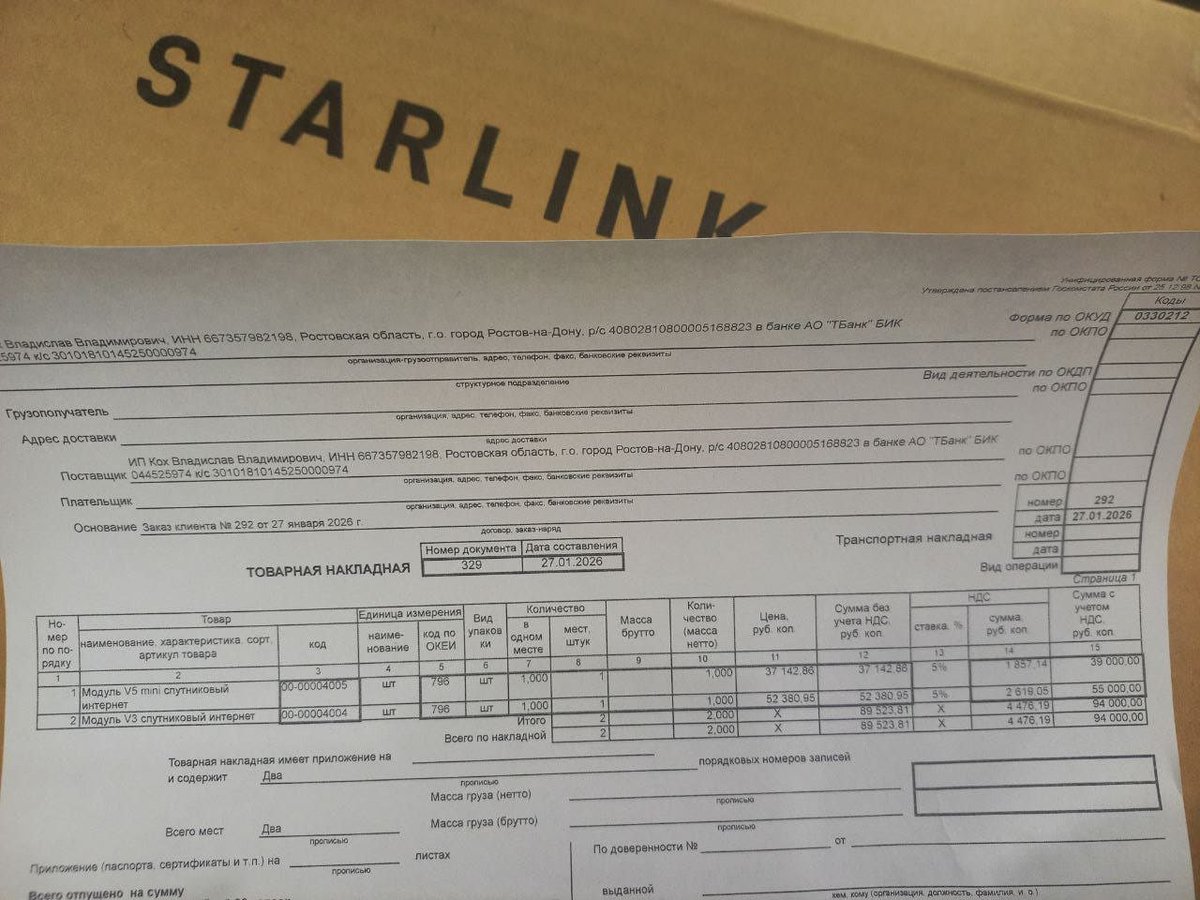 STARLINK
Унифицированная форма № ТО
Утверждена постановлением Госкомстата России от 25.12.98 №
Коды
Форма по ОКУД 0330212
Владислав Владимирович, ИНН 667357982198, Ростовская область, г.о. город Ростов-на-Дону, р/с 40802810800005168823 в банке АО "ТБанк" БИК
по ОКПО
25974 к/с 30101810145250000974
организация-грузоотправитель, адрес, телефон, факс, банковские реквизиты
структурное подразделение
Вид деятельности по ОКДП
Грузополучатель
по ОКПО
организация, адрес, телефон, факс, банковские реквизиты
Адрес доставки
адрес доставки
ИП Кох Владислав Владимирович, ИНН 667357982198, Ростовская область, г.о. город Ростов-на-Дону, р/с 40802810800005168823 в банке АО "ТБанк" БИК
по ОКПО
Поставщик 044525974 к/с 30101810145250000974
организация, адрес, телефон, факс, банковские реквизиты
по ОКПО
Плательщик
организация, адрес, телефон, факс, банковские реквизиты
номер 292
Основание Заказ клиента № 292 от 27 января 2026 г.
дата 27.01.2026
договор, заказ-наряд
Транспортная накладная
номер
дата
Номер документа Дата составления
ТОВАРНАЯ НАКЛАДНАЯ 329 27.01.2026
Вид операции
Страница 1
Но-мер по по-рядку
Товар
Единица измерения
Вид упаков ки
Количество
Масса брутто
Коли-чество (масса нетто)
Цена, руб. коп.
Сумма без учета НДС, руб. коп.
НДС
Сумма с учетом НДС, руб. коп.
наименование, характеристика, сорт, артикул товара
код
наиме-нование
код по ОКЕИ
в одном месте
мест, штук
ставка, %
сумма, руб. коп.
1 2 3 4 5 6 7 8 9 10 11 12 13 14 15
1 Модуль V5 mini спутниковый интернет 00-00004005 шт 796 шт 1,000 1 1,000 37 142,86 37 142,86 5% 1 857,14 39 000,00
2 Модуль V3 спутниковый интернет 00-00004004 шт 796 шт 1,000 1 1,000 52 380,95 52 380,95 5% 2 619,05 55 000,00
Итого 2 2,000 X 89 523,81 X 4 476,19 94 000,00
Всего по накладной 2 2,000 X 89 523,81 X 4 476,19 94 000,00
Товарная накладная имеет приложение на
и содержит Два порядковых номеров записей
прописью
Масса груза (нетто)
прописью
Всего мест Два
Масса груза (брутто)
прописью
прописью
Приложение (паспорта, сертификаты и т.п.) на листах
прописью
По доверенности № от
Всего отпущено на сумму
выданной
кем, кому (организация, должность, фамилия, и. о.)